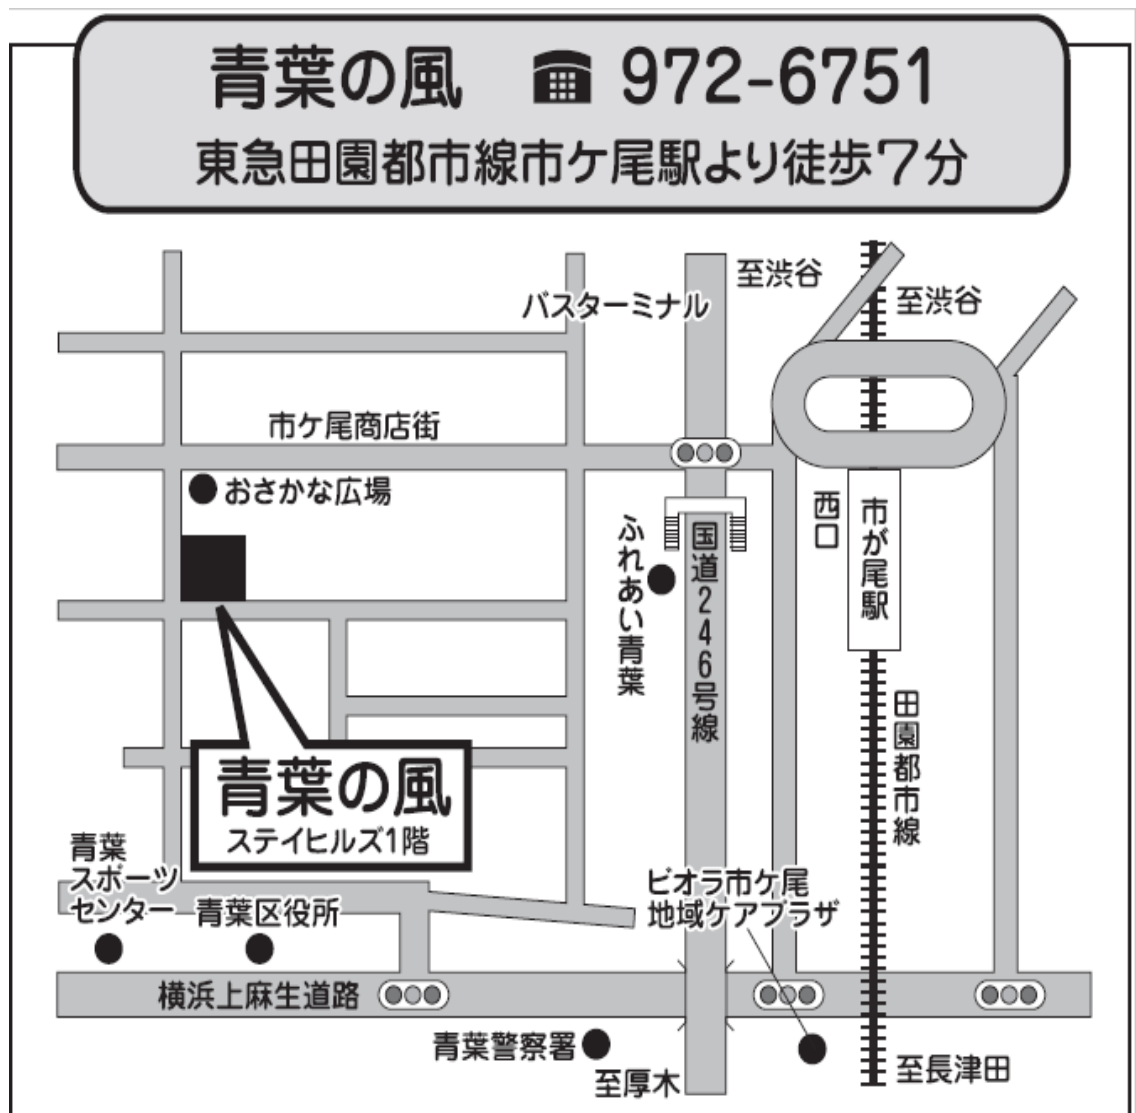 青葉の風 ☎ 972-6751
東急田園都市線市ケ尾駅より徒歩7分
至渋谷
至渋谷
バスターミナル
市ケ尾商店街
おさかな広場
西口
市が尾駅
ふれあい青葉
国道246号線
田園都市線
青葉の風
ステイヒルズ1階
青葉
スポーツ
センター
青葉区役所
ビオラ市ケ尾
地域ケアプラザ
横浜上麻生道路
青葉警察署
至厚木
至長津田